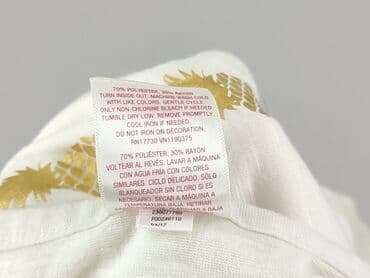 70% POLYESTER, 30% RAYON
TURN INSIDE OUT. MACHINE WASH COLD
WITH LIKE COLORS, GENTLE CYCLE.
ONLY NON-CHLORINE BLEACH IF NEEDED.
TUMBLE DRY LOW. REMOVE PROMPTLY.
COOL IRON IF NEEDED.
DO NOT IRON ON DECORATION
RN17730 VN1190375
70% POLIÉSTER, 30% RAYÓN
VOLTEAR AL REVÉS. LAVAR A MÁQUINA
CON AGUA FRÍA CON COLORES
SIMILARES. CICLO DELICADO, SÓLO
BLANQUEADOR SIN CLORO SI ES
NECESARIO. SECAR A MÁQUINA A
TEMPERATURA BAJA.